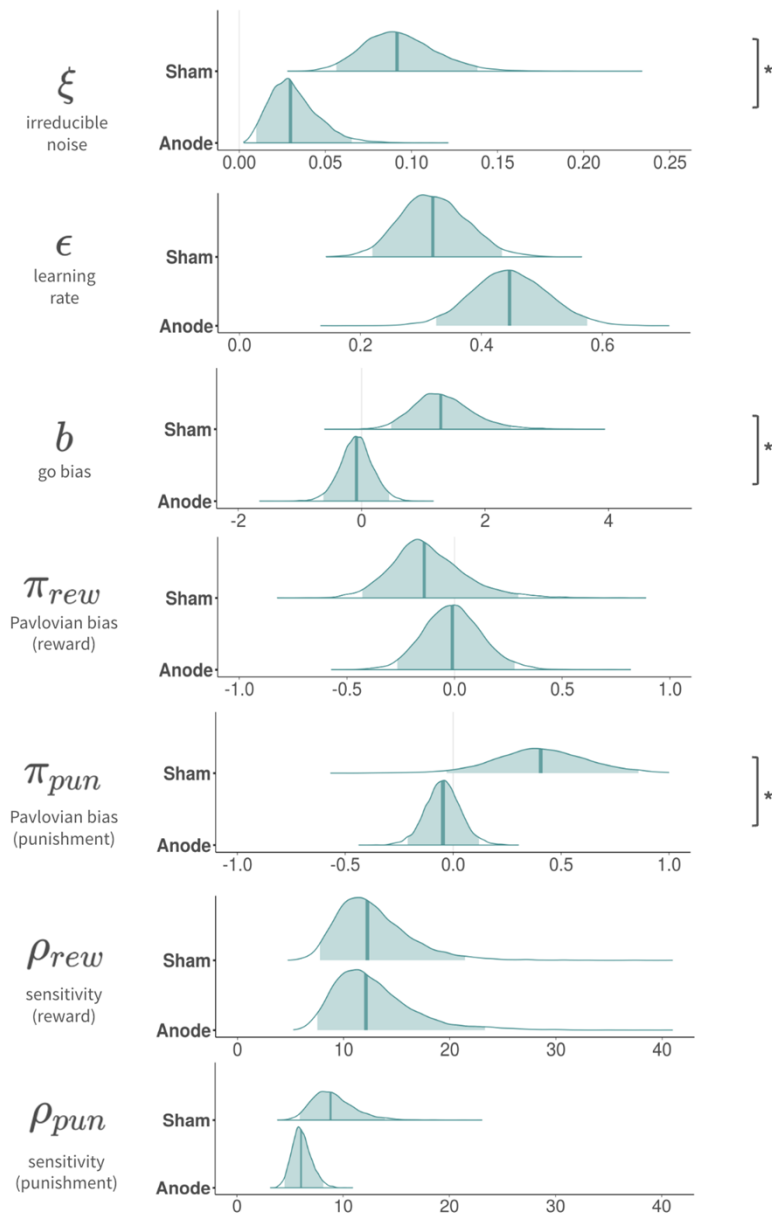 Sham
*
ξ
irreducible
noise
Anode
0.00 0.05 0.10 0.15 0.20 0.25
ϵ
Sham
learning
rate
Anode
0.0 0.2 0.4 0.6
b
Sham
*
go bias
Anode
-2 0 2 4
π_rew
Sham
Pavlovian bias
(reward)
Anode
-1.0 -0.5 0.0 0.5 1.0
π_pun
Sham
*
Pavlovian bias
(punishment)
Anode
-1.0 -0.5 0.0 0.5 1.0
ρ_rew
Sham
sensitivity
(reward)
Anode
0 10 20 30 40
ρ_pun
Sham
sensitivity
(punishment)
Anode
0 10 20 30 40